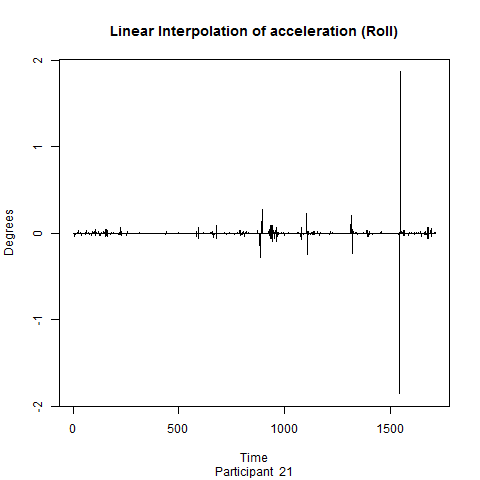 Linear Interpolation of acceleration (Roll)
2
1
0
-1
-2
Degrees
0 500 1000 1500
Time
Participant 21